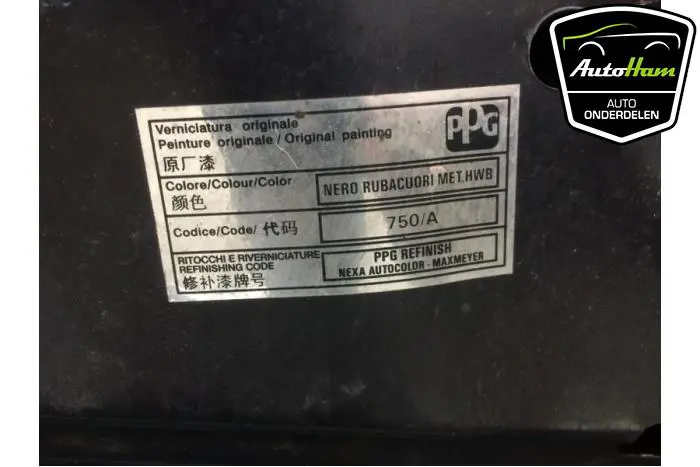 AutoHam
AUTO
ONDERDELEN
Verniciatura originale
Peinture originale / Original painting
原厂漆
PPG
Colore/Colour/Color
颜色
NERO RUBACUORI MET.HWB
Codice/Code/ 代码
750/A
RITOCCHI E RIVERNICIATURE
REFINISHING CODE
修补漆牌号
PPG REFINISH
NEXA AUTOCOLOR - MAXMEYER